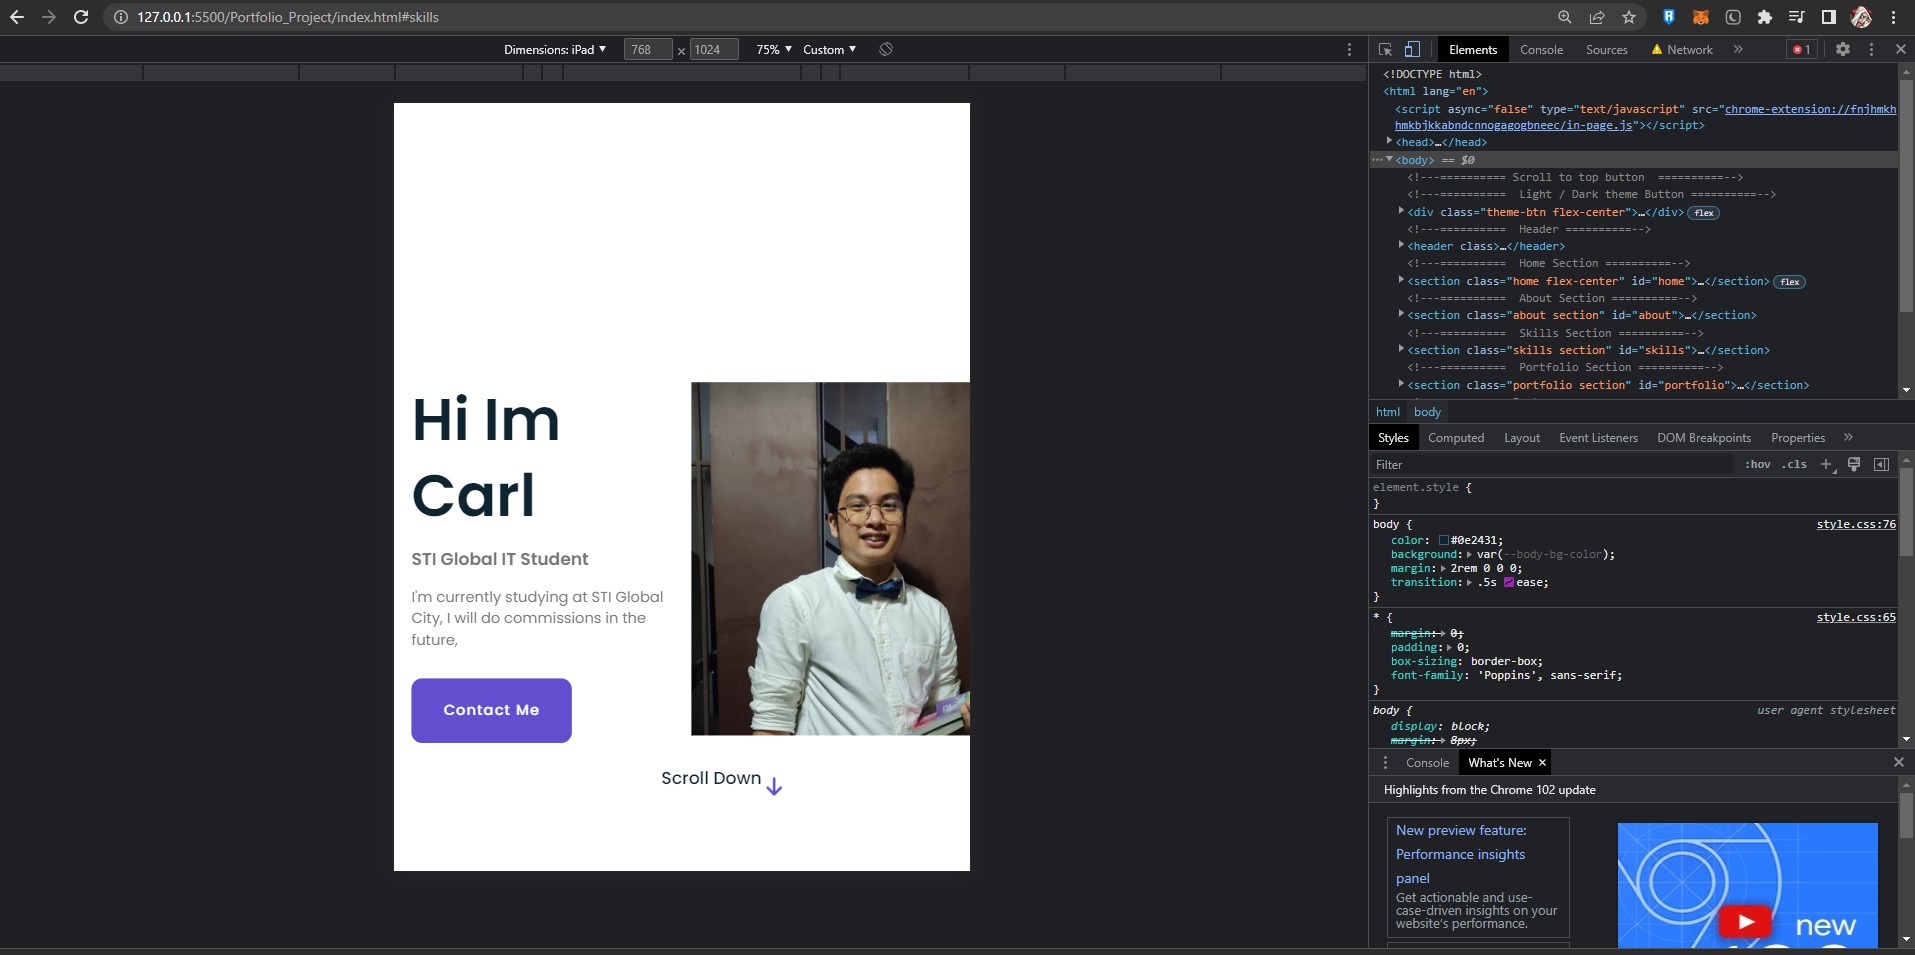 127.0.0.1:5500/Portfolio_Project/index.html#skills
Dimensions: iPad ▼ 768 × 1024 75% ▼ Custom ▼
Elements Console Sources Network » 1
<!DOCTYPE html>
<html lang="en">
<script async="false" type="text/javascript" src="chrome-extension://fnjhmkh
hmkbjkkabndcnnogagogbneec/in-page.js"></script>
<head>…</head>
<body> == $0
<!---========== Scroll to top button  ==========-->
<!---==========  Light / Dark theme Button ==========-->
<div class="theme-btn flex-center">…</div> flex
<!---==========  Header ==========-->
<header class>…</header>
<!---==========  Home Section ==========-->
<section class="home flex-center" id="home">…</section> flex
<!---==========  About Section ==========-->
<section class="about section" id="about">…</section>
<!---==========  Skills Section ==========-->
<section class="skills section" id="skills">…</section>
<!---==========  Portfolio Section ==========-->
<section class="portfolio section" id="portfolio">…</section>
html body
Styles Computed Layout Event Listeners DOM Breakpoints Properties »
Filter :hov .cls +
element.style {
}
body { style.css:76
color: #0e2431;
background: var(--body-bg-color);
margin: 2rem 0 0 0;
transition: .5s ease;
}
* { style.css:65
margin: 0;
padding: 0;
box-sizing: border-box;
font-family: 'Poppins', sans-serif;
}
body { user agent stylesheet
display: block;
margin: 8px;
Console What's New ×
Highlights from the Chrome 102 update
New preview feature:
Performance insights
panel
Get actionable and use-
case-driven insights on your
website's performance.
new
Hi Im
Carl
STI Global IT Student
I'm currently studying at STI Global
City, I will do commissions in the
future,
Contact Me
Scroll Down